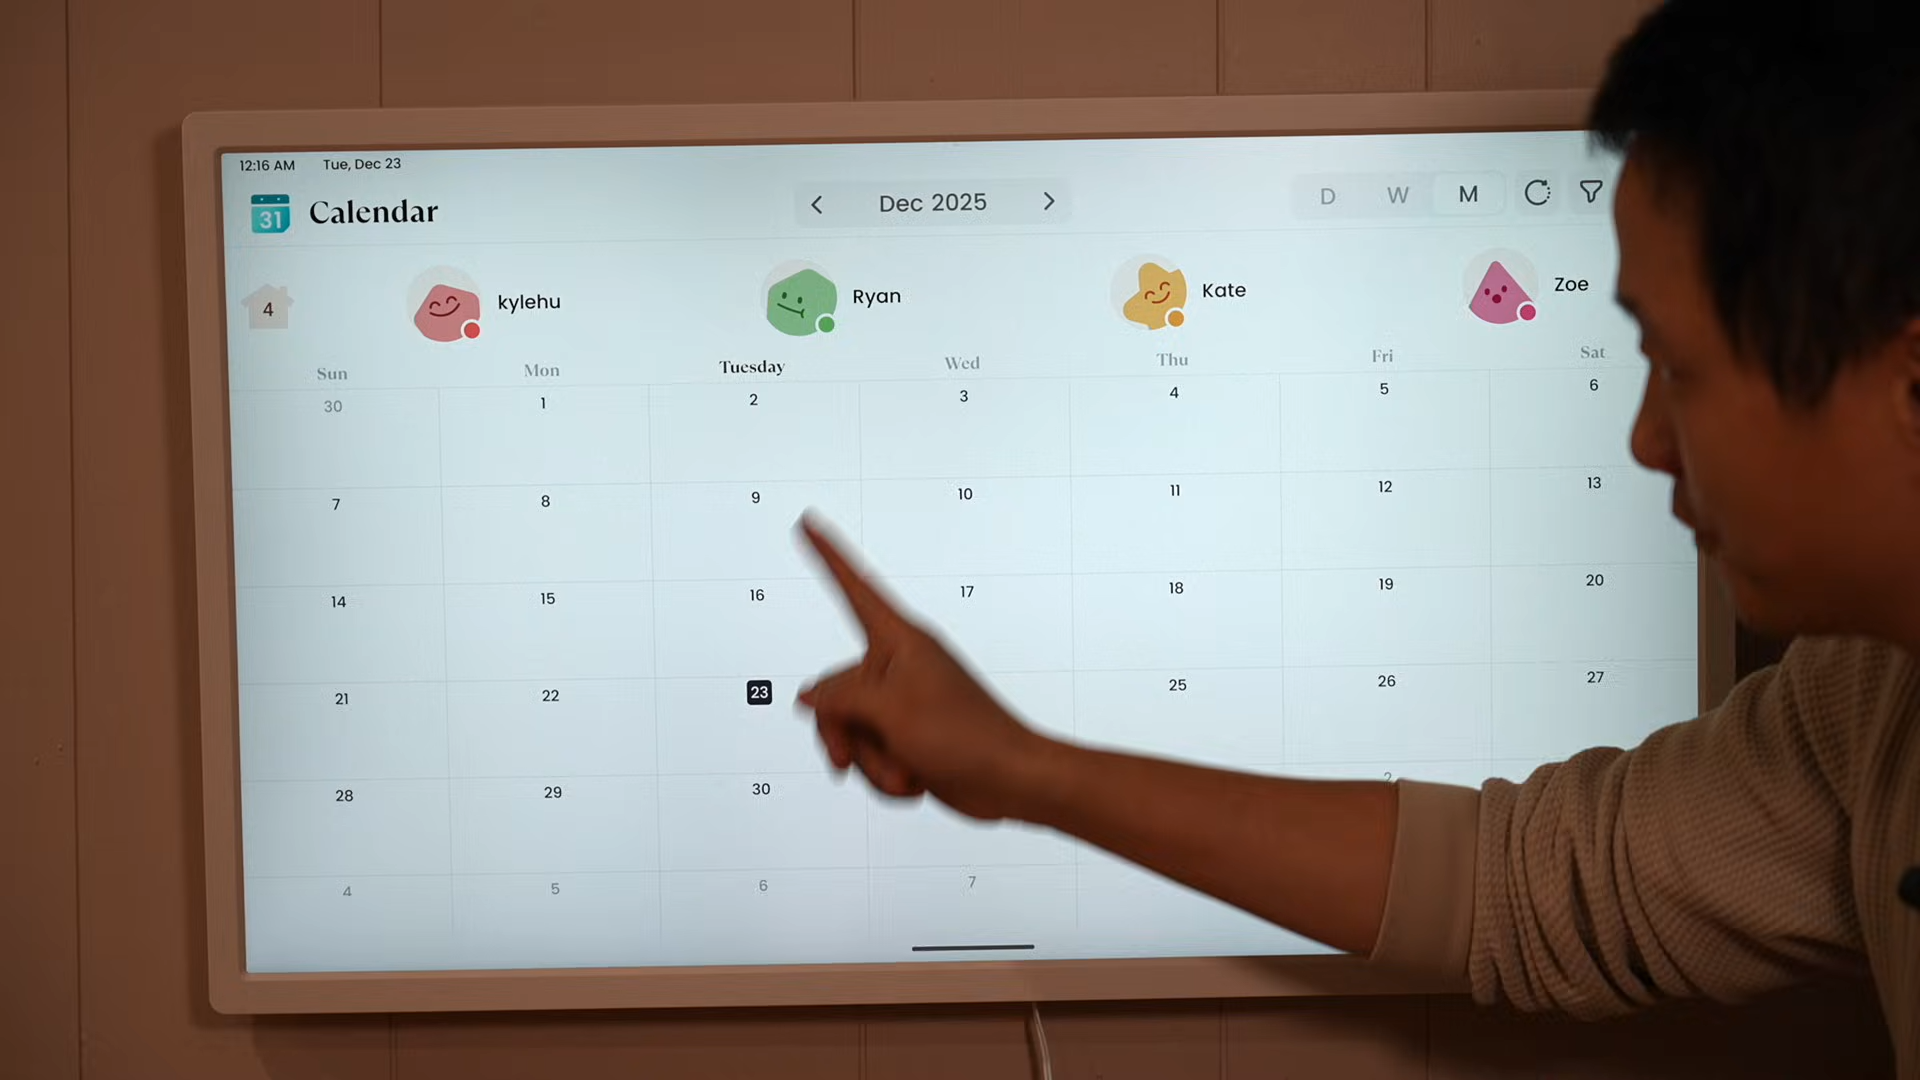 12:16 AM Tue, Dec 23
31 Calendar
Dec 2025
D W M
4 kylehu Ryan Kate Zoe
Sun Mon Tuesday Wed Thu Fri Sat
30 1 2 3 4 5 6
7 8 9 10 11 12 13
14 15 16 17 18 19 20
21 22 23 25 26 27
28 29 30
4 5 6 7